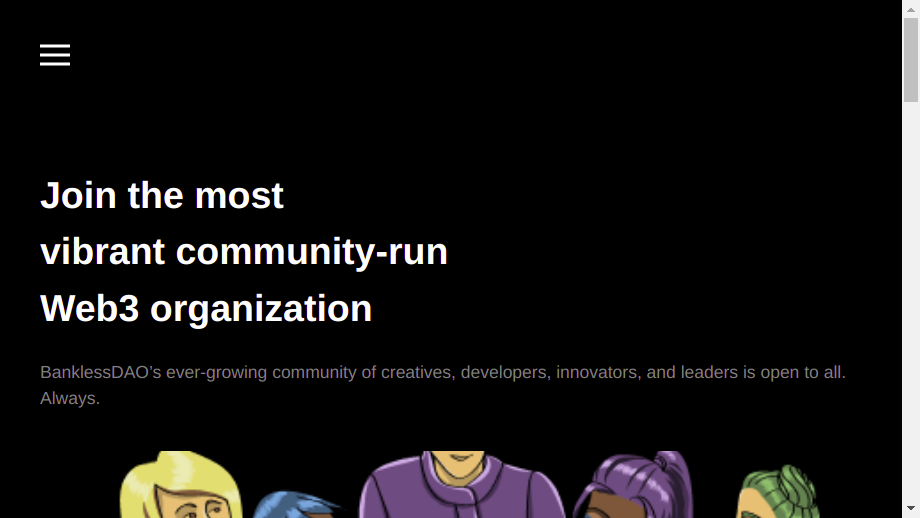 Join the most
vibrant community-run
Web3 organization
BanklessDAO’s ever-growing community of creatives, developers, innovators, and leaders is open to all.
Always.